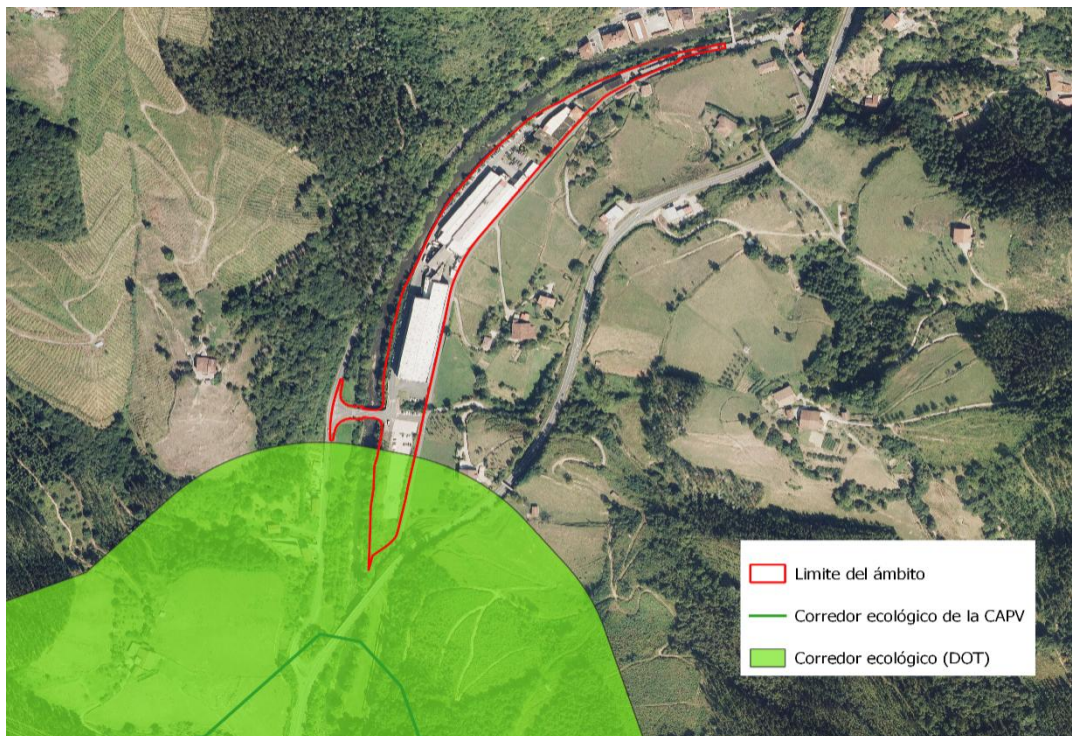 Limite del ámbito
Corredor ecológico de la CAPV
Corredor ecológico (DOT)